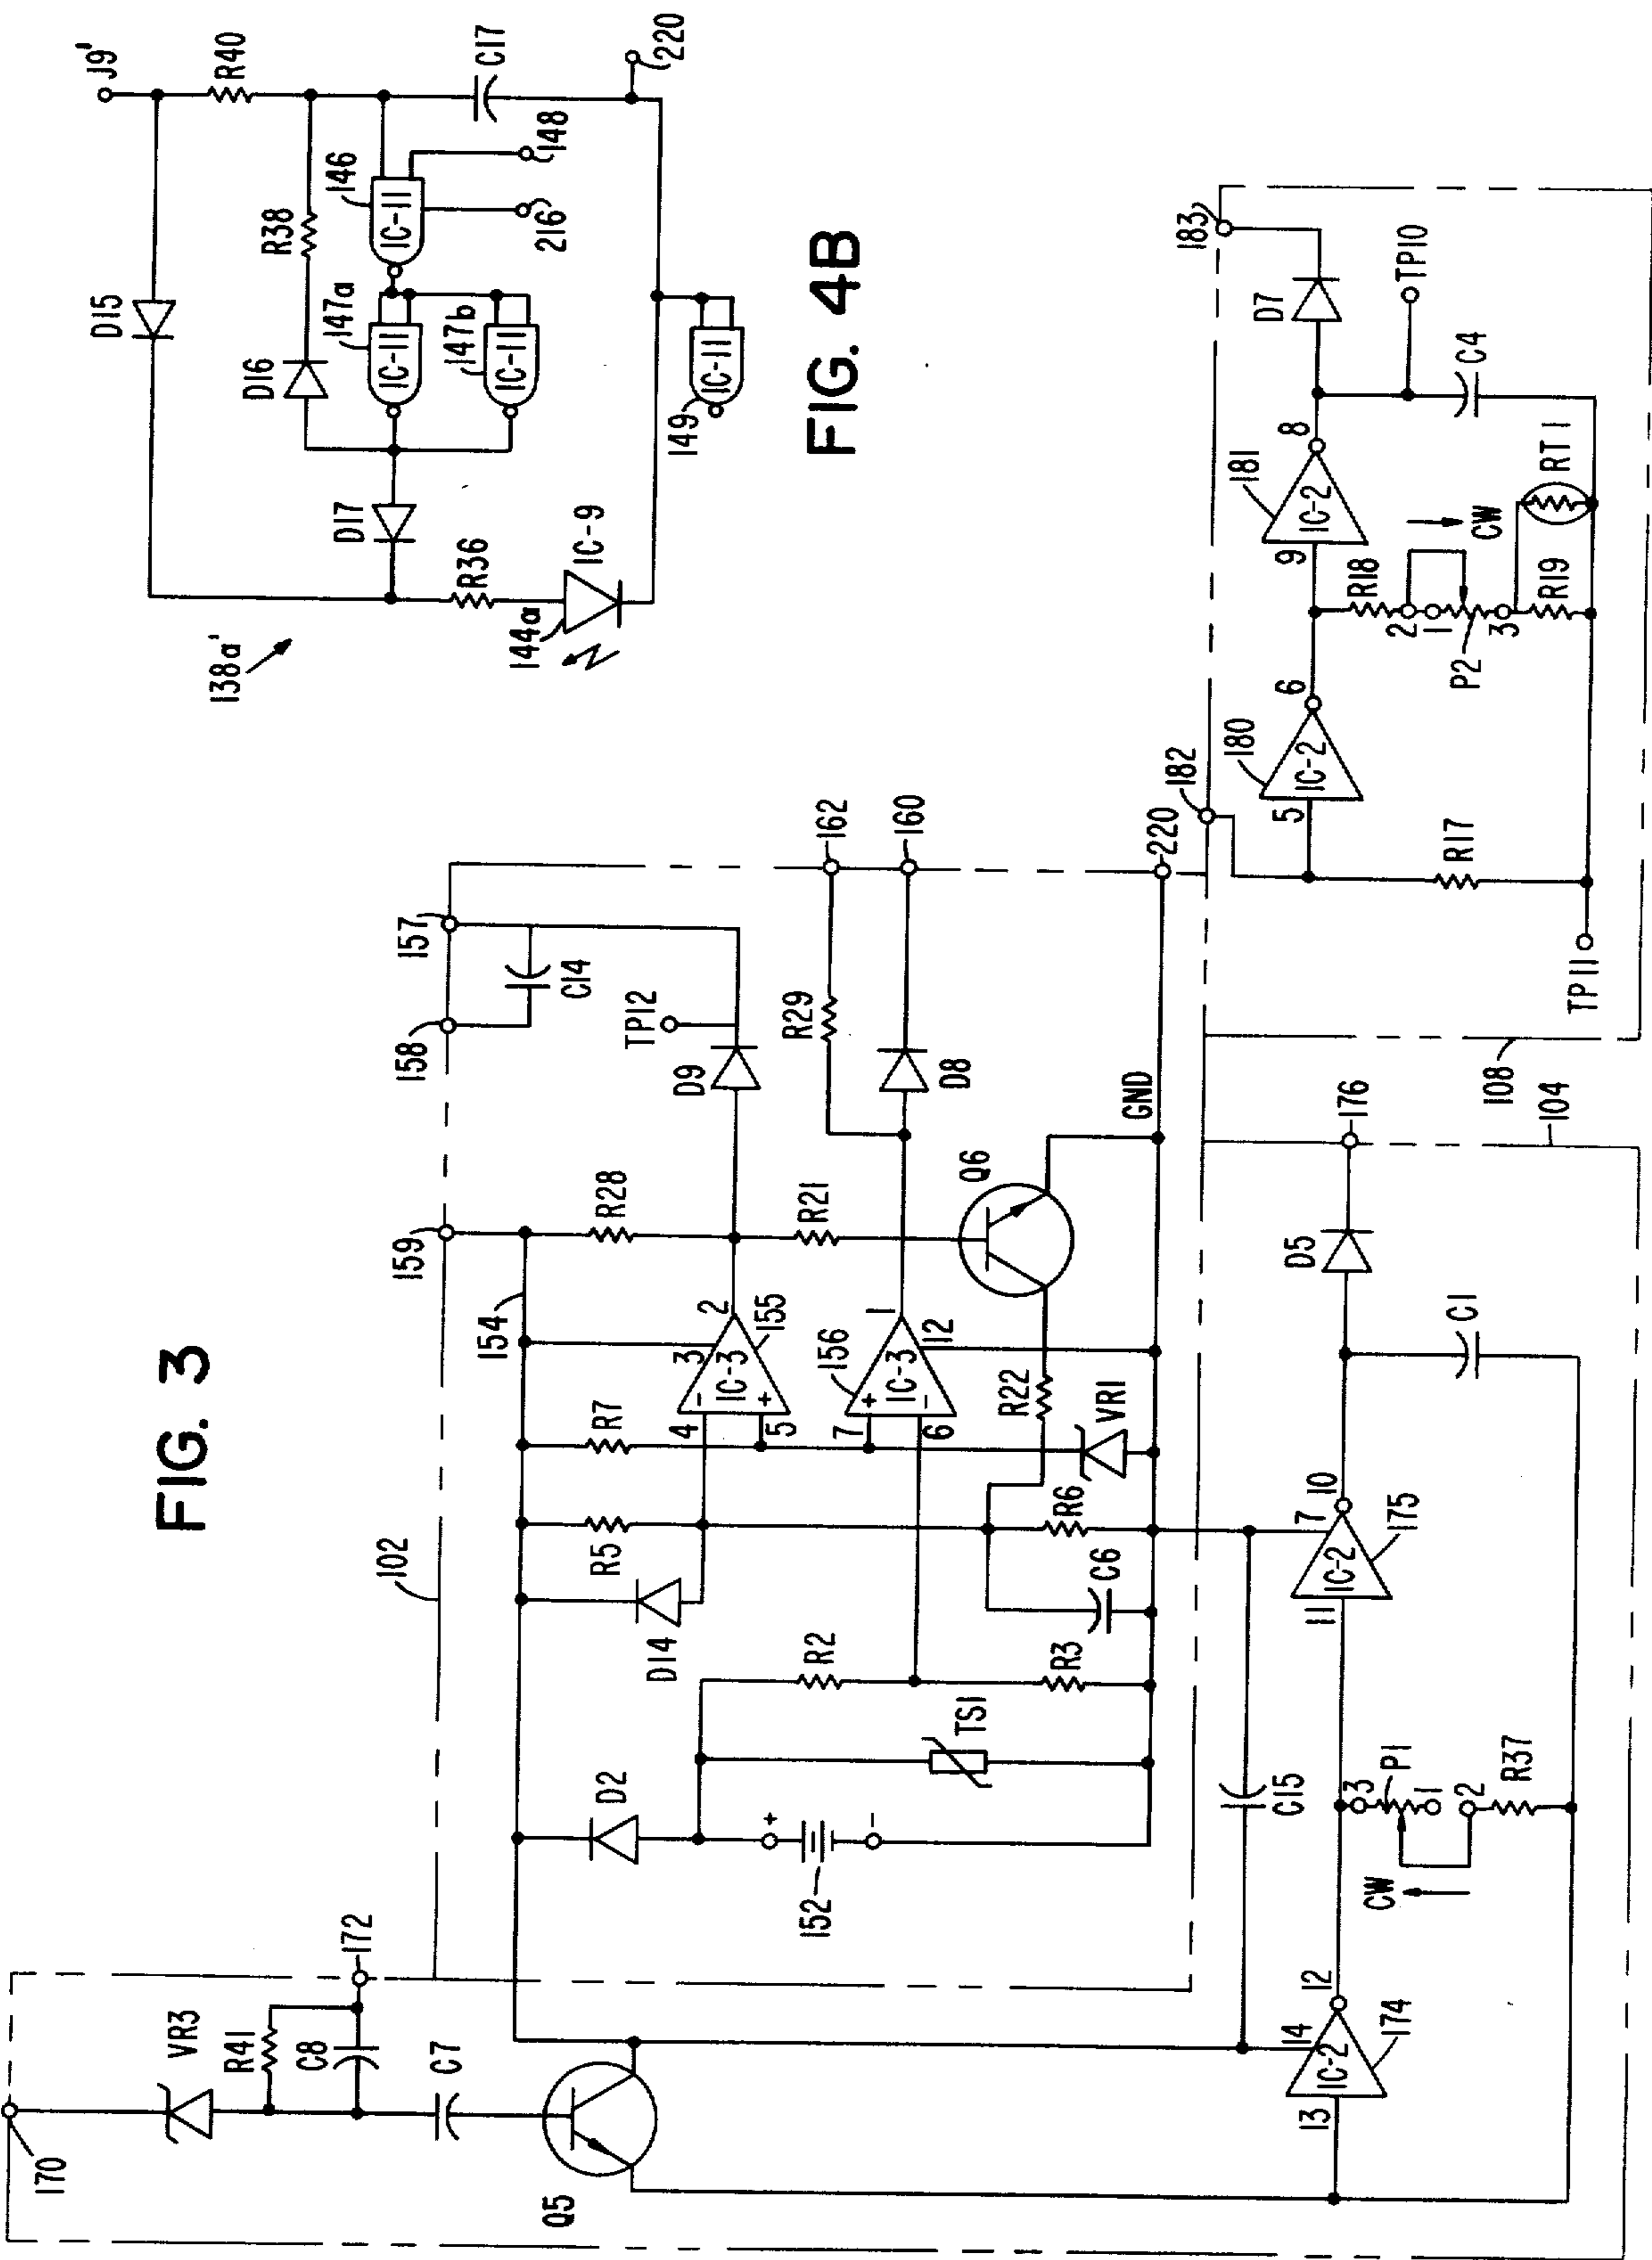 FIG. 3
170
VR3
R41
172
C8
C7
Q5
102
159
154
158
157
C14
TP12
D2
D14
R5
R7
R28
D9
4
3
2
IC-3
155
5
-
+
R21
R29
162
156
7
1
IC-3
6
12
+
-
D8
160
152
+
-
TS1
R2
R3
C6
R6
R22
VR1
Q6
GND
220
C15
13
14
12
IC-2
174
CW
3
P1
1
2
R37
11
7
10
IC-2
175
C1
D5
176
104
108
182
180
5
6
IC-2
R17
TP11
181
9
8
IC-2
R18
2
1
P2
3
R19
CW
RT1
C4
TP10
D7
183
138a'
J9'
D15
R40
D16
R38
D17
147a
IC-11
147b
IC-11
146
IC-11
216
148
C17
220
R36
144a
IC-9
149
IC-11
FIG. 4B